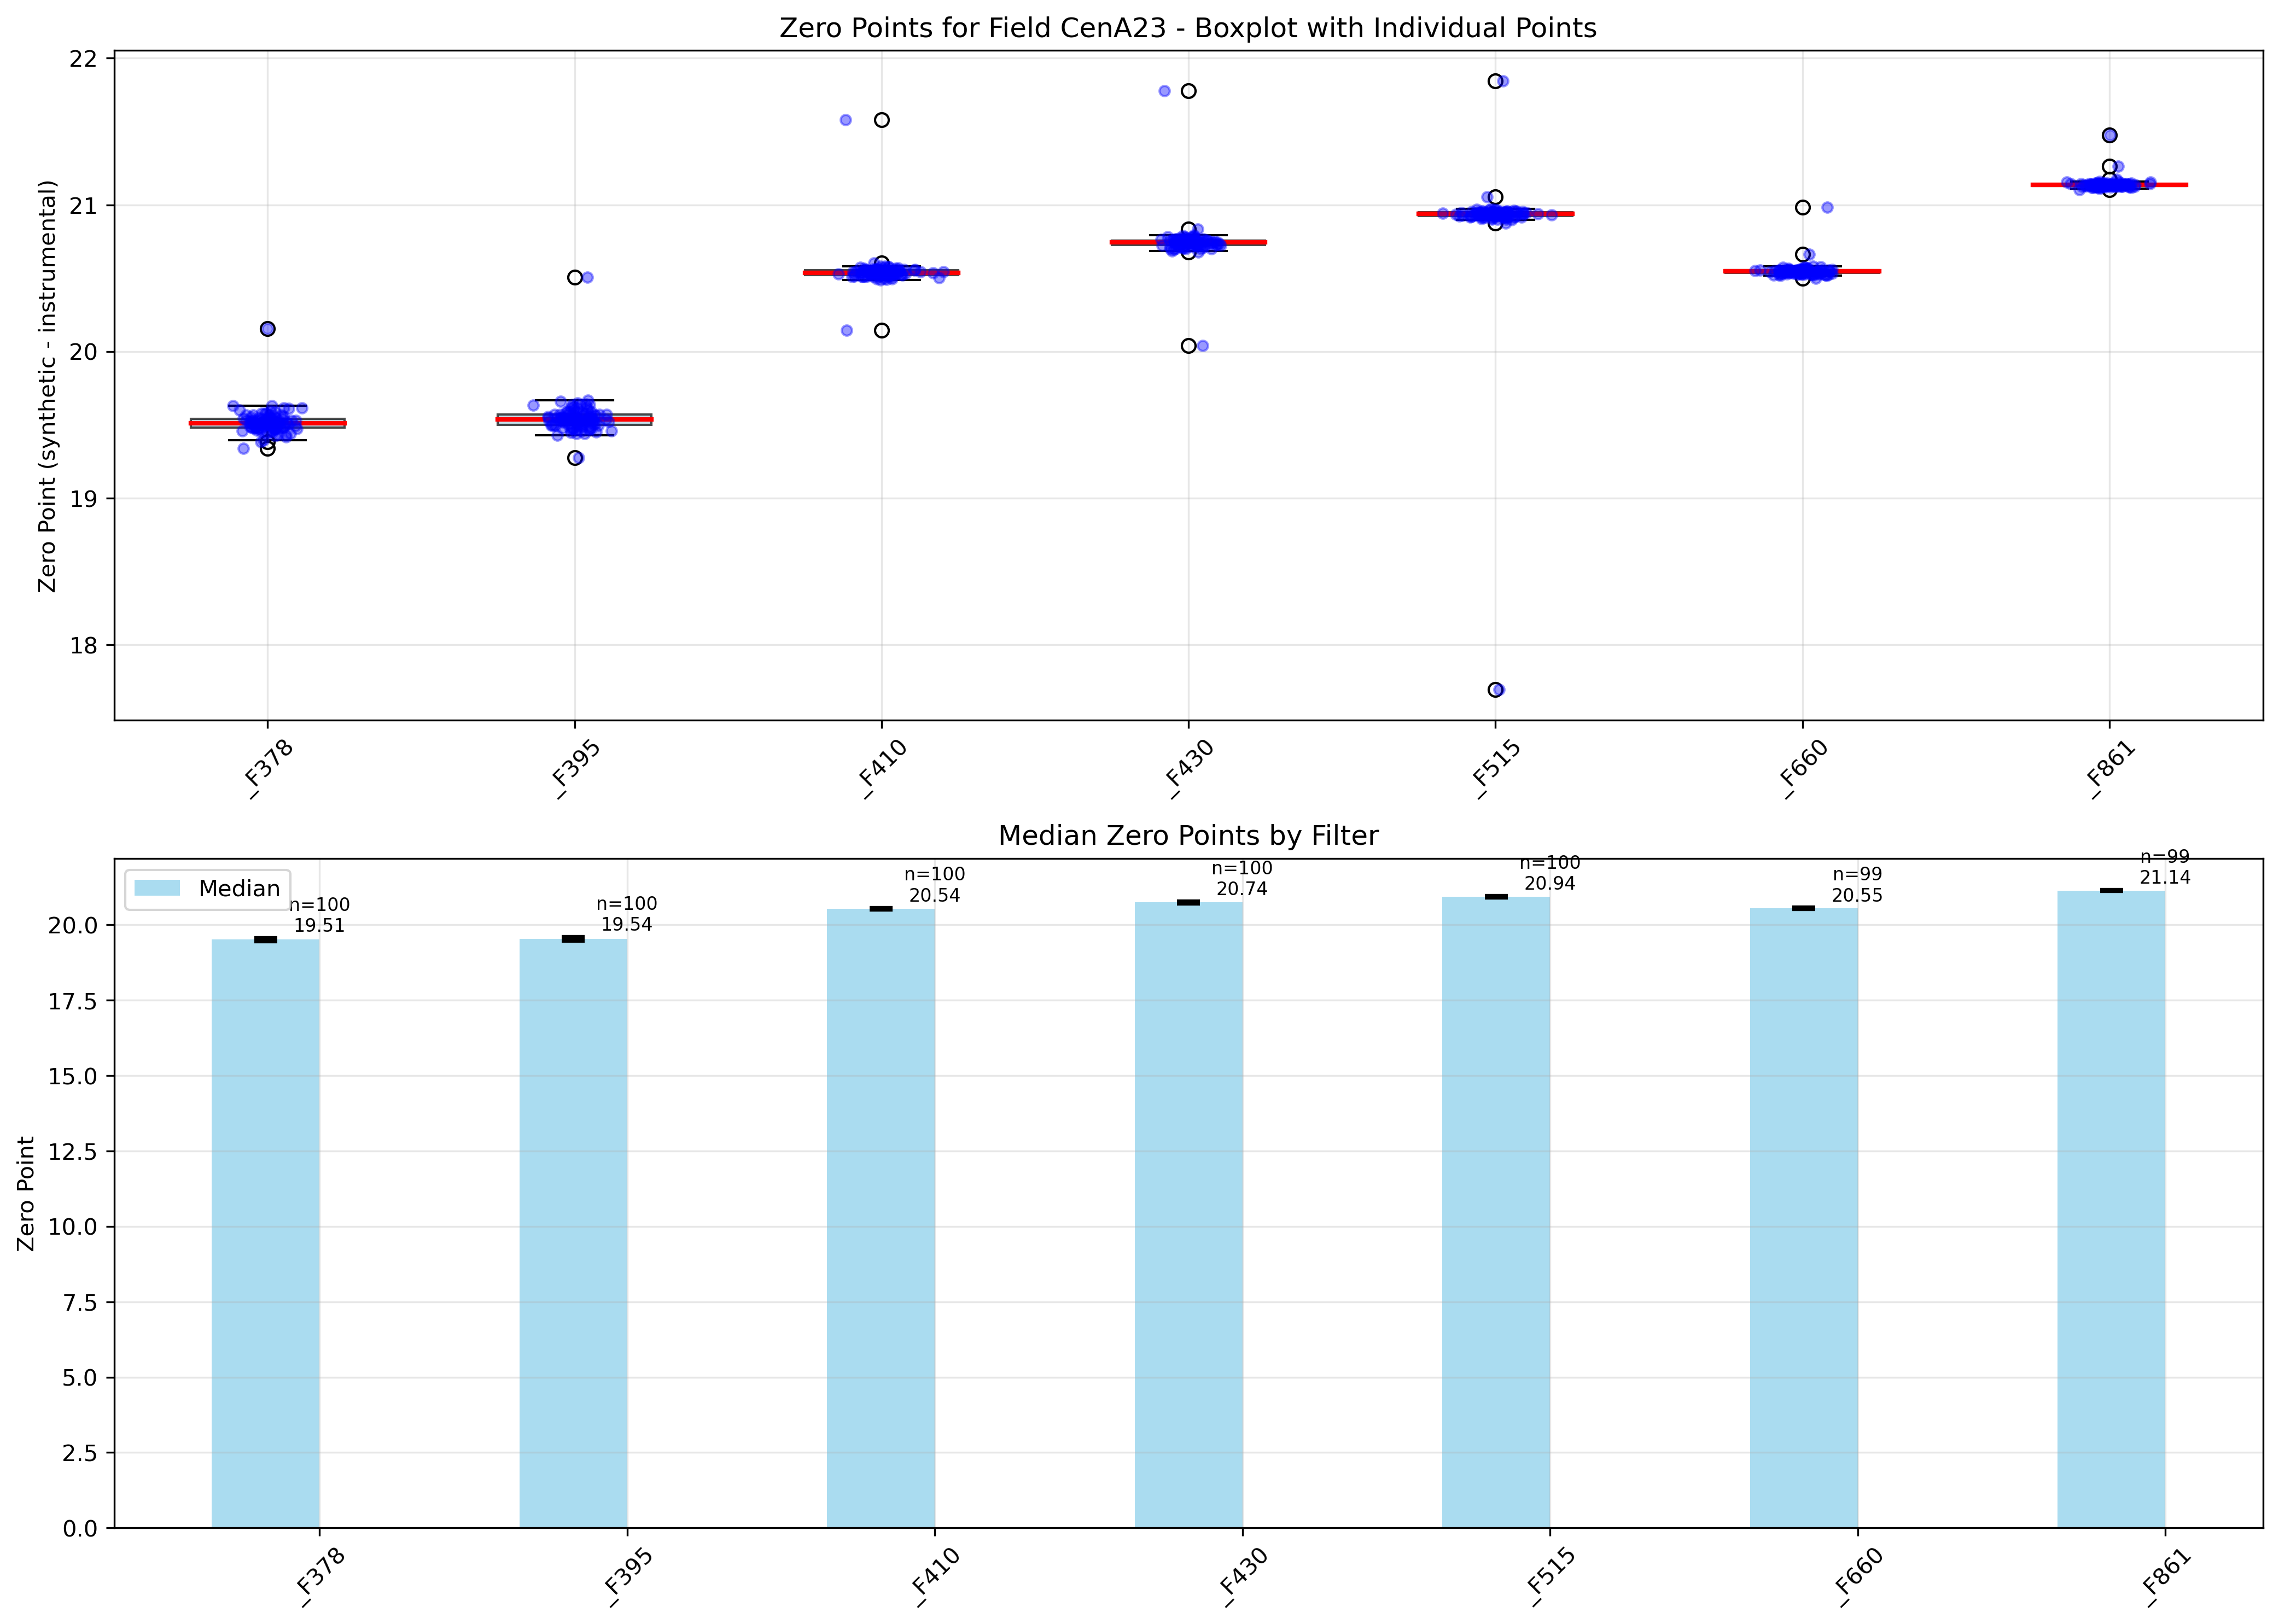 Zero Points for Field CenA23 - Boxplot with Individual Points
Zero Point (synthetic - instrumental)
22
21
20
19
18
_F378
_F395
_F410
_F430
_F515
_F660
_F861
Median Zero Points by Filter
Median
Zero Point
20.0
17.5
15.0
12.5
10.0
7.5
5.0
2.5
0.0
n=100
19.51
n=100
19.54
n=100
20.54
n=100
20.74
n=100
20.94
n=99
20.55
n=99
21.14
_F378
_F395
_F410
_F430
_F515
_F660
_F861